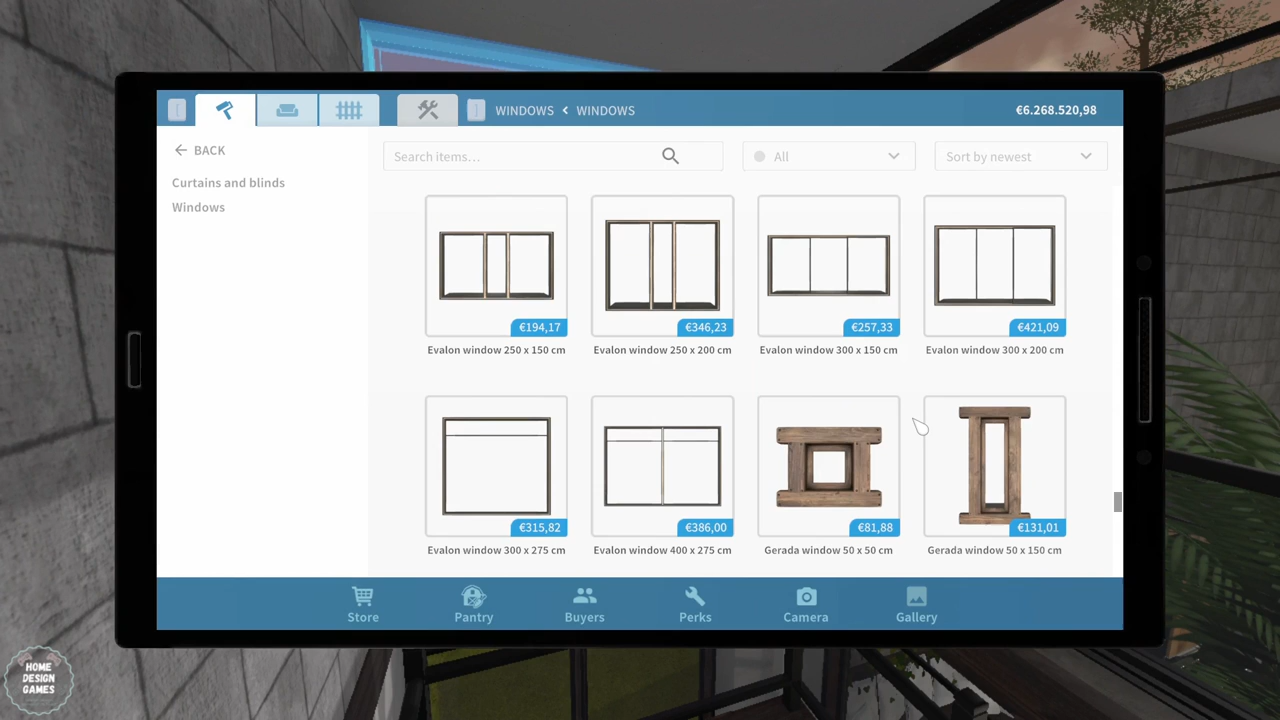 WINDOWS < WINDOWS
€6.268.520,98
BACK
Search items...
All
Sort by newest
Curtains and blinds
Windows
€194,17
€346,23
€257,33
€421,09
Evalon window 250 x 150 cm
Evalon window 250 x 200 cm
Evalon window 300 x 150 cm
Evalon window 300 x 200 cm
€315,82
€386,00
€81,88
€131,01
Evalon window 300 x 275 cm
Evalon window 400 x 275 cm
Gerada window 50 x 50 cm
Gerada window 50 x 150 cm
Store
Pantry
Buyers
Perks
Camera
Gallery
HOME
DESIGN
GAMES